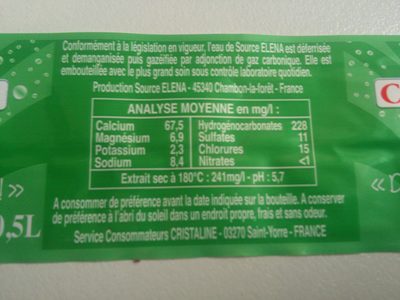 Conformément à la législation en vigueur, l'eau de Source ELENA est déferrisée
et demanganisée puis gazéifiée par adjonction de gaz carbonique. Elle est
embouteillée avec le plus grand soin sous contrôle laboratoire quotidien.
Production Source ELENA - 45340 Chambon-la-forêt - France
ANALYSE MOYENNE en mg/l :
Calcium 67,5 Hydrogénocarbonates 228
Magnésium 6,9 Sulfates 11
Potassium 2,3 Chlorures 15
Sodium 8,4 Nitrates <1
Extrait sec à 180°C : 241mg/l - pH : 5,7
A consommer de préférence avant la date indiquée sur la bouteille. A conserver
de préférence à l'abri du soleil dans un endroit propre, frais et sans odeur.
Service Consommateurs CRISTALINE - 03270 Saint-Yorre - FRANCE
! »
0,5L
C
«